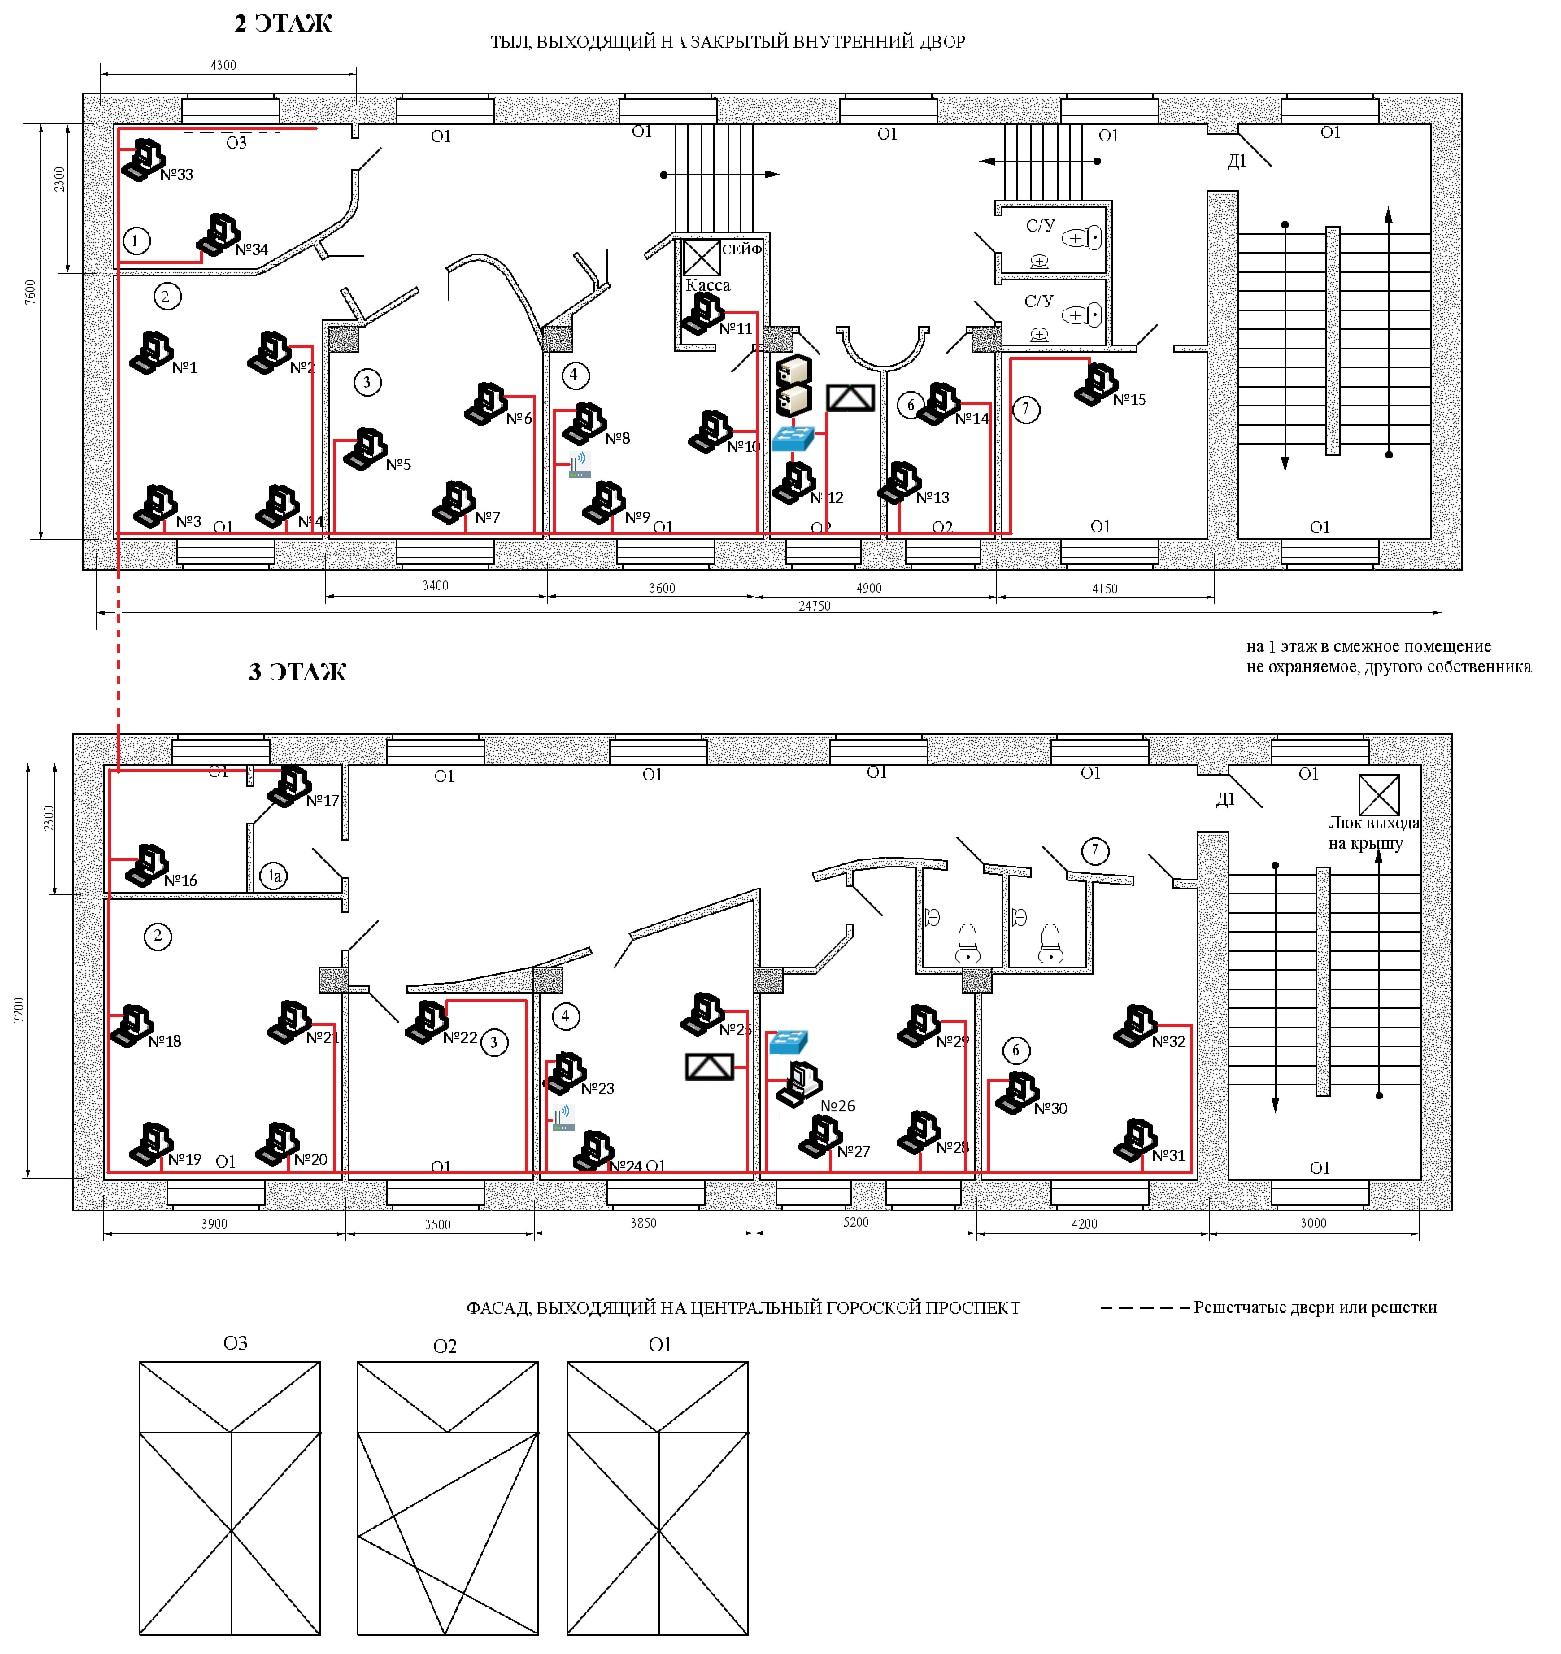 2 ЭТАЖ
ТЫЛ, ВЫХОДЯЩИЙ НА ЗАКРЫТЫЙ ВНУТРЕННИЙ ДВОР
4300
О3
О1
О1
О1
О1
О1
Д1
№33
2300
1
№34
С/У
СЕЙФ
Касса
2
7600
С/У
№11
№1
№2
3
4
6
7
№15
№6
№14
№8
№10
№5
№12
№13
№3
№4
№7
№9
О1
О1
О2
О2
О1
О1
3400
3600
4900
4150
24750
на 1 этаж в смежное помещение
не охраняемое, другого собственника
3 ЭТАЖ
О1
О1
О1
О1
О1
О1
№17
Д1
2300
Люк выхода
на крышу
7
№16
1а
2
4
№25
№18
№21
№22
3
№29
№32
6
№23
№26
№30
№19
№20
№24
№27
№28
№31
О1
О1
О1
О1
3900
3500
3850
5200
4200
3000
ФАСАД, ВЫХОДЯЩИЙ НА ЦЕНТРАЛЬНЫЙ ГОРОСКОЙ ПРОСПЕКТ
Решетчатые двери или решетки
О3
О2
О1